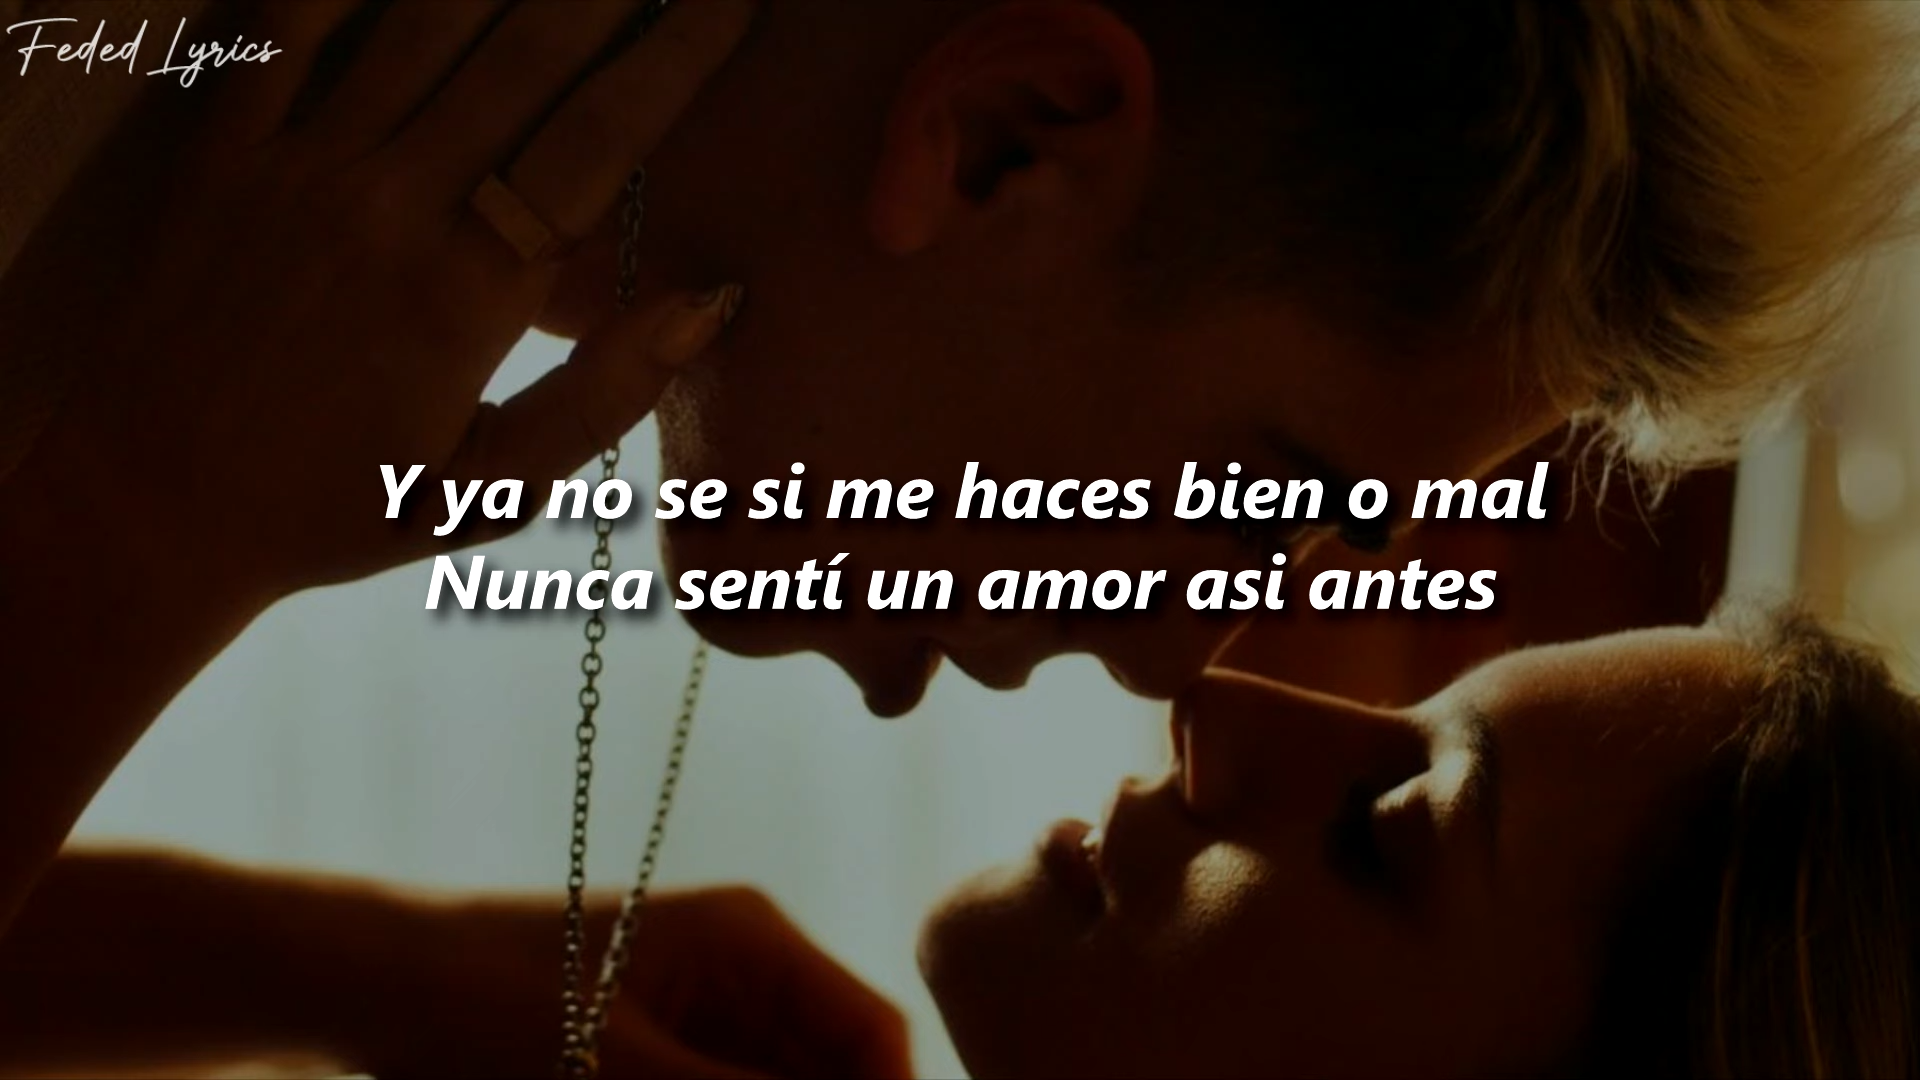 Feded Lyrics
Y ya no se si me haces bien o mal
Nunca sentí un amor asi antes